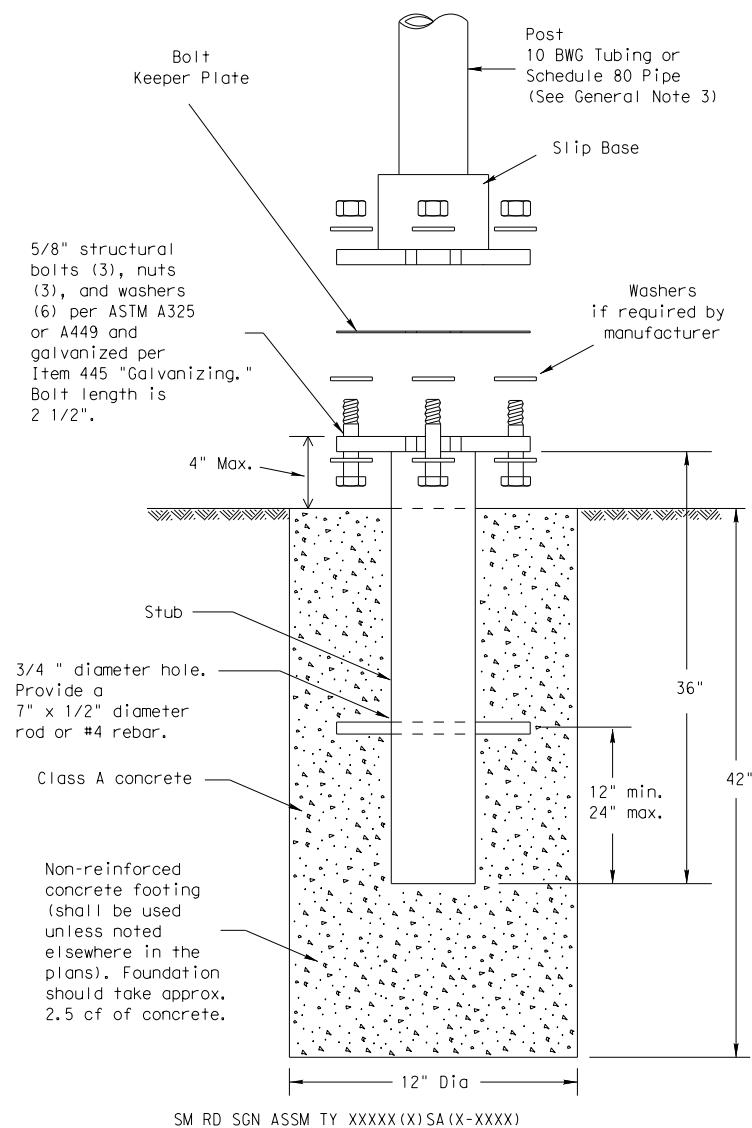 Bolt
Keeper Plate
Post
10 BWG Tubing or
Schedule 80 Pipe
(See General Note 3)
Slip Base
5/8" structural
bolts (3), nuts
(3), and washers
(6) per ASTM A325
or A449 and
galvanized per
Item 445 "Galvanizing."
Bolt length is
2 1/2".
Washers
if required by
manufacturer
4" Max.
Stub
3/4 " diameter hole.
Provide a
7" x 1/2" diameter
rod or #4 rebar.
36"
Class A concrete
12" min.
24" max.
42"
Non-reinforced
concrete footing
(shall be used
unless noted
elsewhere in the
plans). Foundation
should take approx.
2.5 cf of concrete.
12" Dia
SM RD SGN ASSM TY XXXXX(X)SA(X-XXXX)